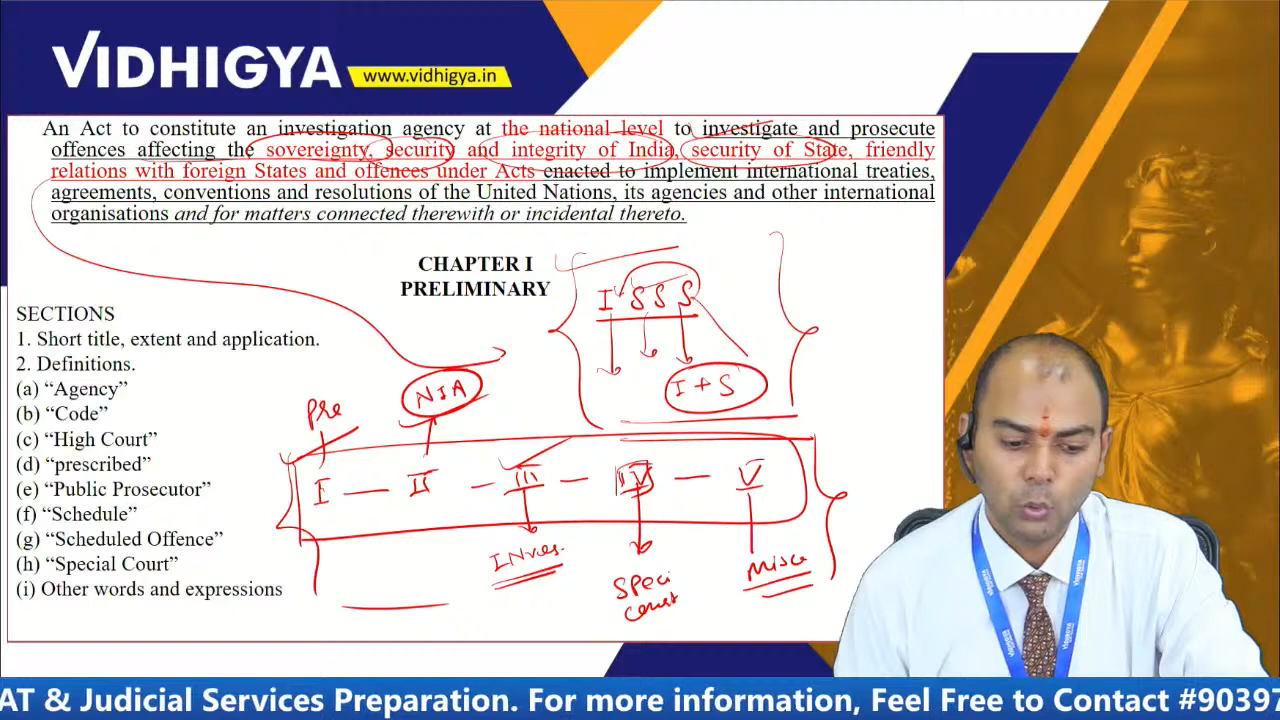 VIDHIGYA
www.vidhigya.in
An Act to constitute an investigation agency at the national level to investigate and prosecute
offences affecting the sovereignty, security and integrity of India, security of State, friendly
relations with foreign States and offences under Acts enacted to implement international treaties,
agreements, conventions and resolutions of the United Nations, its agencies and other international
organisations and for matters connected therewith or incidental thereto.
CHAPTER I
PRELIMINARY
I S S S
I + S
SECTIONS
1. Short title, extent and application.
2. Definitions.
(a) “Agency”
(b) “Code”
(c) “High Court”
(d) “prescribed”
(e) “Public Prosecutor”
(f) “Schedule”
(g) “Scheduled Offence”
(h) “Special Court”
(i) Other words and expressions
Pre
NIA
I — II - III — IV — V
INves.
Speci
court
Misce
VIDHIGYA
AT & Judicial Services Preparation. For more information, Feel Free to Contact #90397